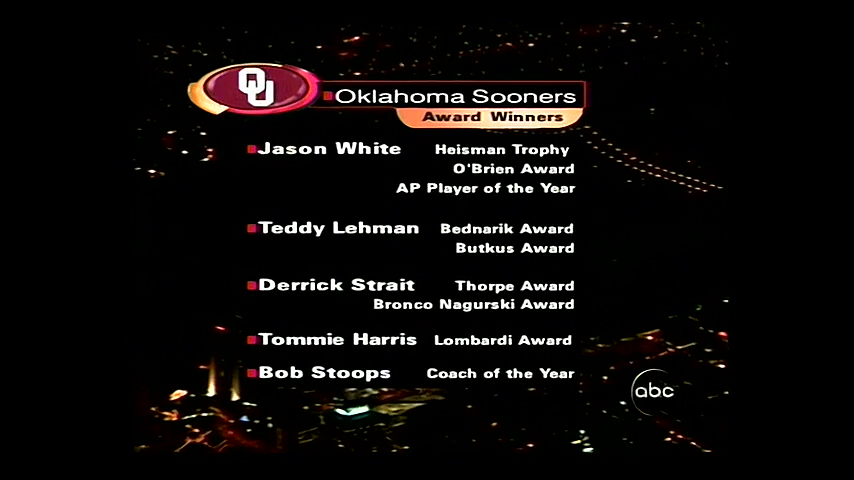 OU
Oklahoma Sooners
Award Winners
Jason White Heisman Trophy
O'Brien Award
AP Player of the Year
Teddy Lehman Bednarik Award
Butkus Award
Derrick Strait Thorpe Award
Bronco Nagurski Award
Tommie Harris Lombardi Award
Bob Stoops Coach of the Year
abc